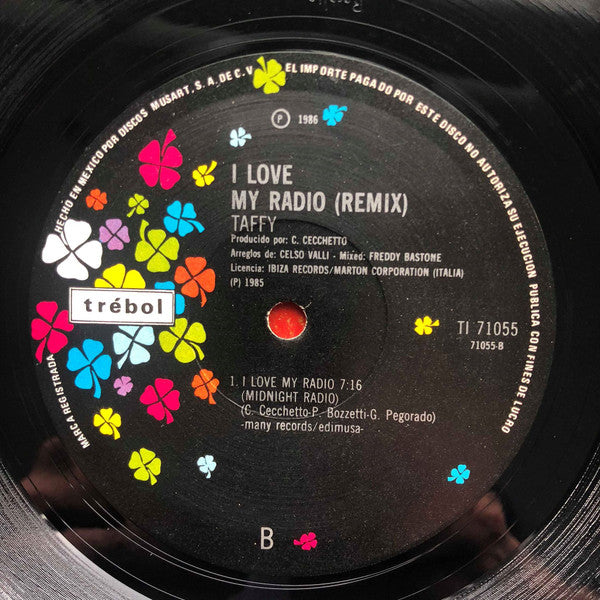 HECHO EN MEXICO POR DISCOS MUSART, S. A. DE C. V.
EL IMPORTE PAGADO POR ESTE DISCO NO AUTORIZA SU EJECUCION PUBLICA CON FINES DE LUCRO
Ⓟ 1986
I LOVE
MY RADIO (REMIX)
TAFFY
Producido por: C. CECCHETTO
Arreglos de: CELSO VALLI - Mixed: FREDDY BASTONE
Licencia: IBIZA RECORDS/MARTON CORPORATION (ITALIA)
(P) 1985
trébol
TI 71055
71055-B
MARCA REGISTRADA
1. I LOVE MY RADIO 7:16
(MIDNIGHT RADIO)
(C. Cecchetto-P. Bozzetti-G. Pegorado)
-many records/edimusa-
B